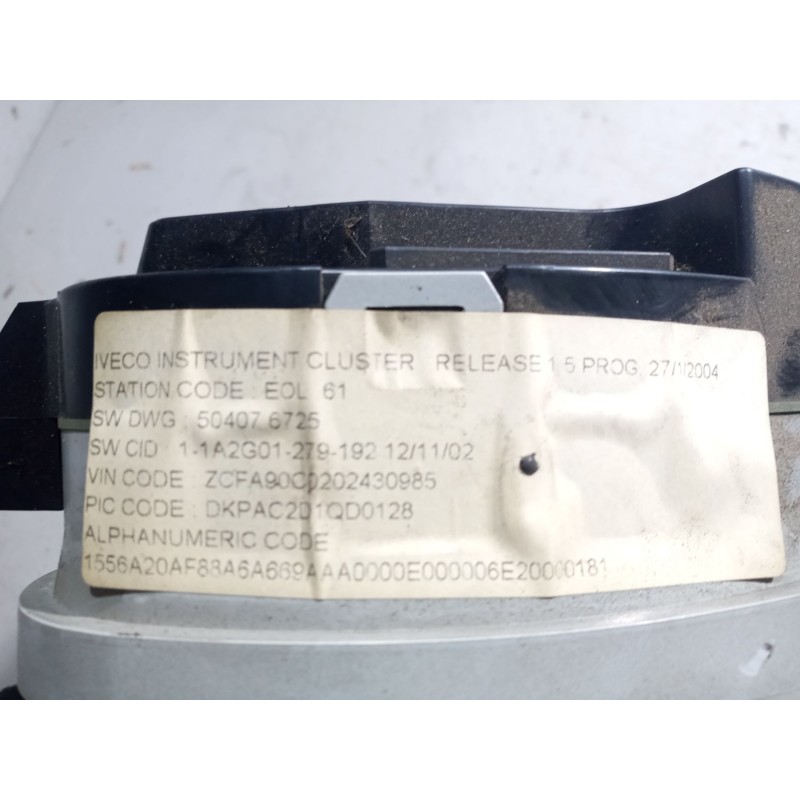 IVECO INSTRUMENT CLUSTER RELEASE 1 5 PROG. 27/1/2004
STATION CODE : EOL 61
SW DWG : 50407 6725
SW CID 1-1A2G01-279-192 12/11/02
VIN CODE : ZCFA90C0202430985
PIC CODE : DKPAC2D1QD0128
ALPHANUMERIC CODE
1556A20AF88A6A669AAA0000E000006E20000181